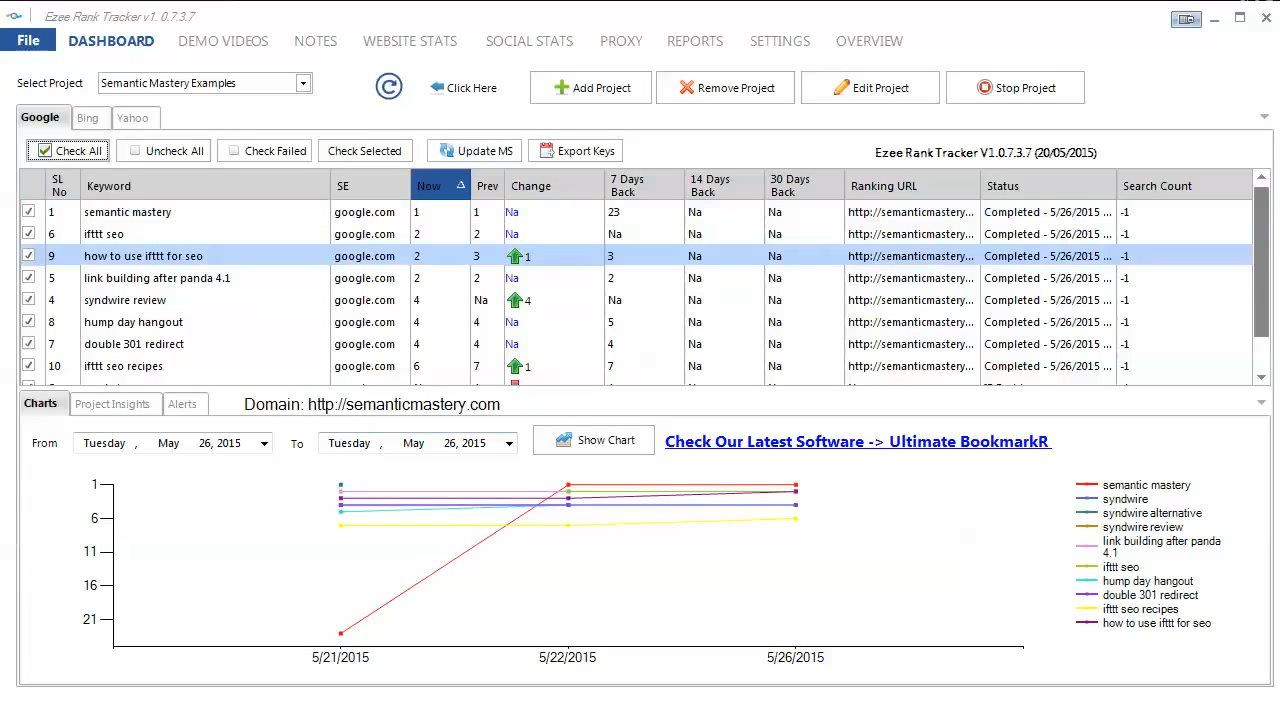 Ezee Rank Tracker v1. 0.7.3.7
File DASHBOARD DEMO VIDEOS NOTES WEBSITE STATS SOCIAL STATS PROXY REPORTS SETTINGS OVERVIEW
Select Project Semantic Mastery Examples Click Here Add Project Remove Project Edit Project Stop Project
Google Bing Yahoo
Check All Uncheck All Check Failed Check Selected Update MS Export Keys Ezee Rank Tracker V1.0.7.3.7 (20/05/2015)
SL No Keyword SE Now Prev Change 7 Days Back 14 Days Back 30 Days Back Ranking URL Status Search Count
1 semantic mastery google.com 1 1 Na 23 Na Na http://semanticmastery... Completed - 5/26/2015 ... -1
6 ifttt seo google.com 2 2 Na Na Na Na http://semanticmastery... Completed - 5/26/2015 ... -1
9 how to use ifttt for seo google.com 2 3 1 3 Na Na http://semanticmastery... Completed - 5/26/2015 ... -1
5 link building after panda 4.1 google.com 2 2 Na 2 Na Na http://semanticmastery... Completed - 5/26/2015 ... -1
4 syndwire review google.com 4 Na 4 Na Na Na http://semanticmastery... Completed - 5/26/2015 ... -1
8 hump day hangout google.com 4 4 Na 5 Na Na http://semanticmastery... Completed - 5/26/2015 ... -1
7 double 301 redirect google.com 4 4 Na 4 Na Na http://semanticmastery... Completed - 5/26/2015 ... -1
10 ifttt seo recipes google.com 6 7 1 7 Na Na http://semanticmastery... Completed - 5/26/2015 ... -1
Charts Project Insights Alerts Domain: http://semanticmastery.com
From Tuesday , May 26, 2015 To Tuesday , May 26, 2015 Show Chart Check Our Latest Software -> Ultimate BookmarkR
1
6
11
16
21
5/21/2015 5/22/2015 5/26/2015
semantic mastery
syndwire
syndwire alternative
syndwire review
link building after panda
4.1
ifttt seo
hump day hangout
double 301 redirect
ifttt seo recipes
how to use ifttt for seo